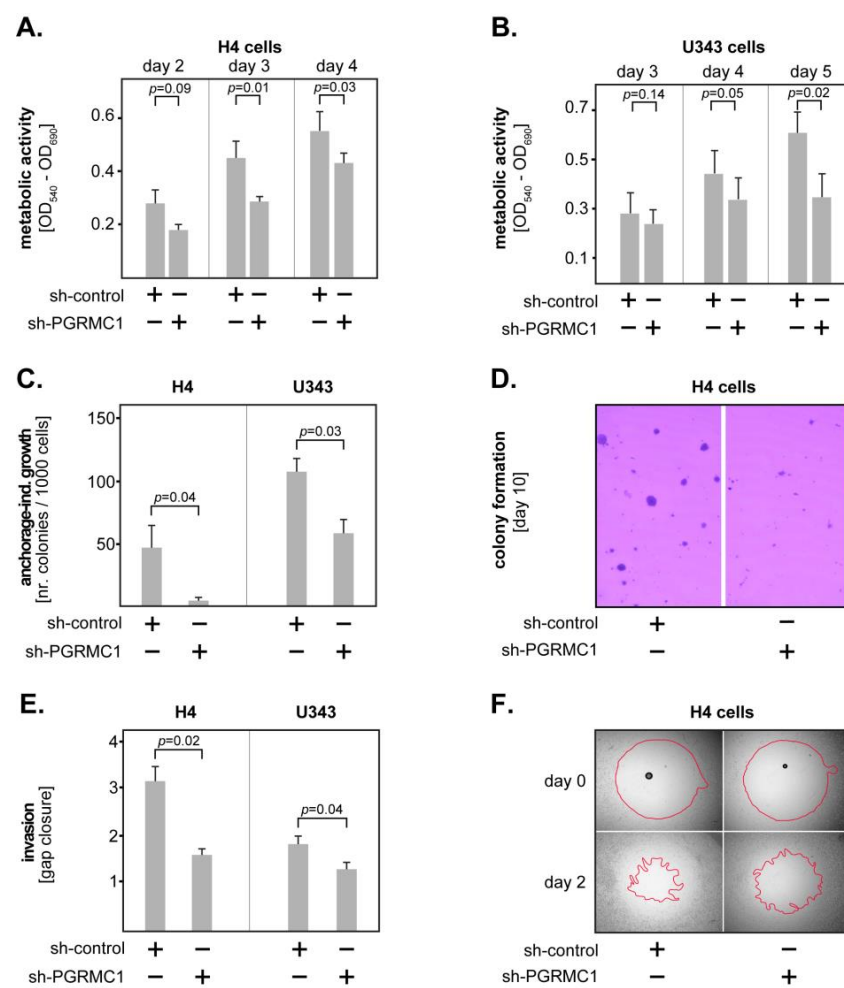 A.
H4 cells
day 2 day 3 day 4
p=0.09 p=0.01 p=0.03
metabolic activity
[OD540 - OD690]
0.6
0.4
0.2
sh-control + − + − + −
sh-PGRMC1 − + − + − +
B.
U343 cells
day 3 day 4 day 5
p=0.14 p=0.05 p=0.02
metabolic activity
[OD540 - OD690]
0.7
0.5
0.3
0.1
sh-control + − + − + −
sh-PGRMC1 − + − + − +
C.
H4 U343
anchorage-ind. growth
[nr. colonies / 1000 cells]
150
100
50
p=0.04 p=0.03
sh-control + − + −
sh-PGRMC1 − + − +
D.
H4 cells
colony formation
[day 10]
sh-control + −
sh-PGRMC1 − +
E.
H4 U343
invasion
[gap closure]
4
3
2
1
p=0.02 p=0.04
sh-control + − + −
sh-PGRMC1 − + − +
F.
H4 cells
day 0
day 2
sh-control + −
sh-PGRMC1 − +